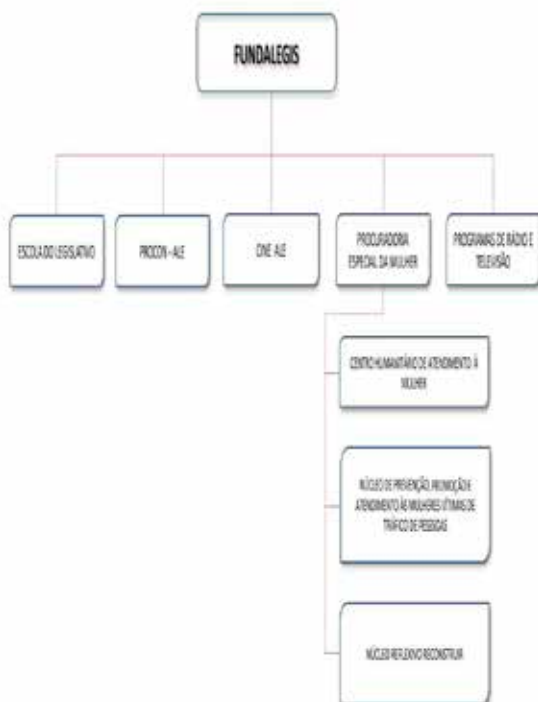 FUNDALEGIS
ESCOLA DO LEGISLATIVO
PROCON - ALE
CINE ALE
PROCURADORIA
ESPECIAL DA MULHER
PROGRAMAS DE RÁDIO E
TELEVISÃO
CENTRO HUMANITÁRIO DE ATENDIMENTO À
MULHER
NÚCLEO DE PREVENÇÃO, PROMOÇÃO E
ATENDIMENTO ÀS MULHERES VÍTIMAS DE
TRÁFICO DE PESSOAS
NÚCLEO REFLEXIVO RECONSTRUIR